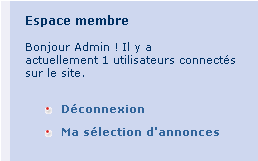 Espace membre
Bonjour Admin ! Il y a
actuellement 1 utilisateurs connectés
sur le site.
Déconnexion
Ma sélection d'annonces